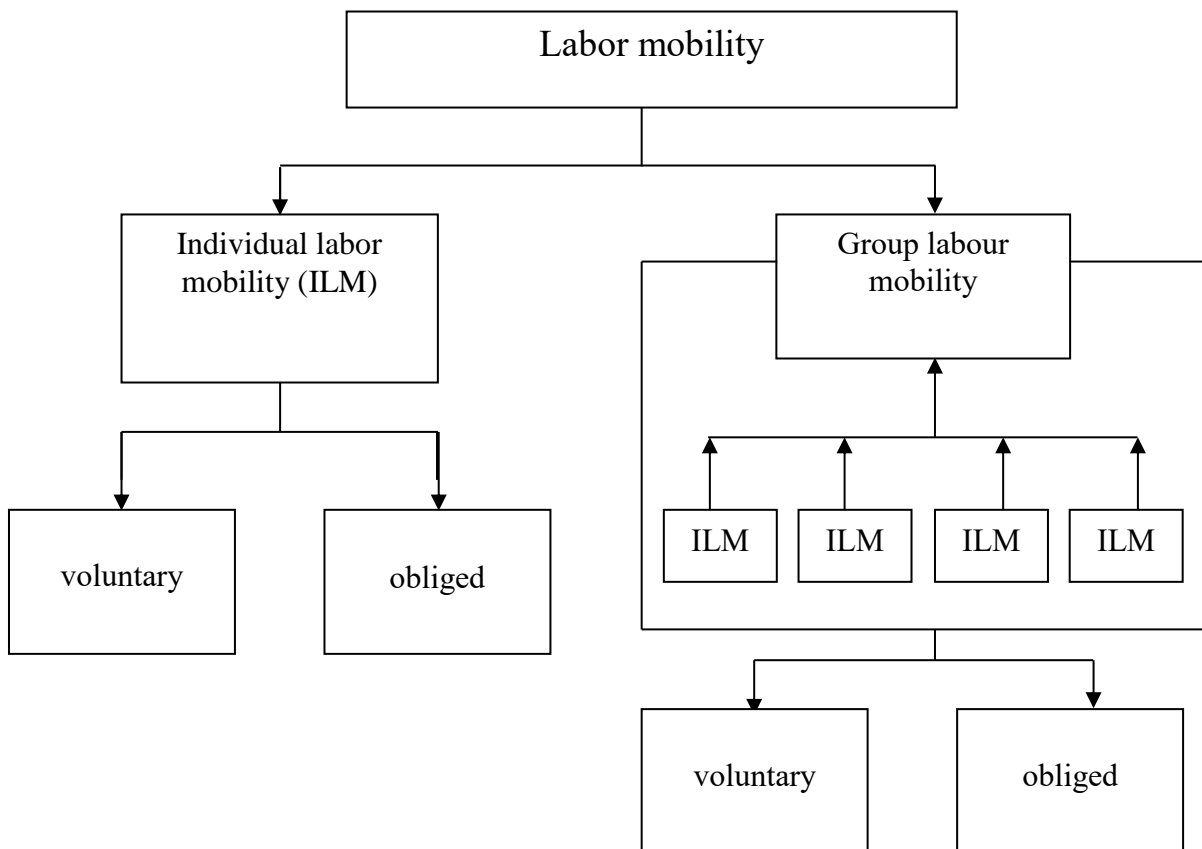 Labor mobility
Individual labor
mobility (ILM)
Group labour
mobility
ILM
ILM
ILM
ILM
voluntary
obliged
voluntary
obliged